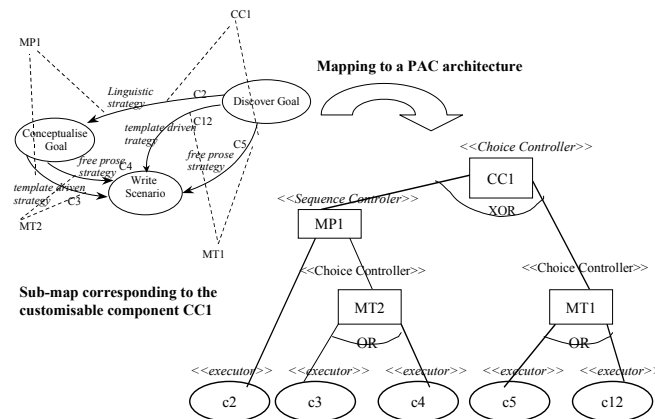 CC1
MP1
Mapping to a PAC architecture
Linguistic
strategy
C2
Discover Goal
template driven
trategy
C12
C5
Conceptualise
Goal
free prose
strategy
free prose
strategy
C4
template driven
strategy
C3
Write
Scenario
MT2
MT1
Sub-map corresponding to the
customisable component CC1
<<Choice Controller>>
CC1
XOR
<<Sequence Controler>>
MP1
<<Choice Controller>>
MT2
OR
<<Choice Controller>>
MT1
OR
<<executor>>
c2
<<executor>>
c3
<<executor>>
c4
<<executor>>
c5
<<executor>>
c12